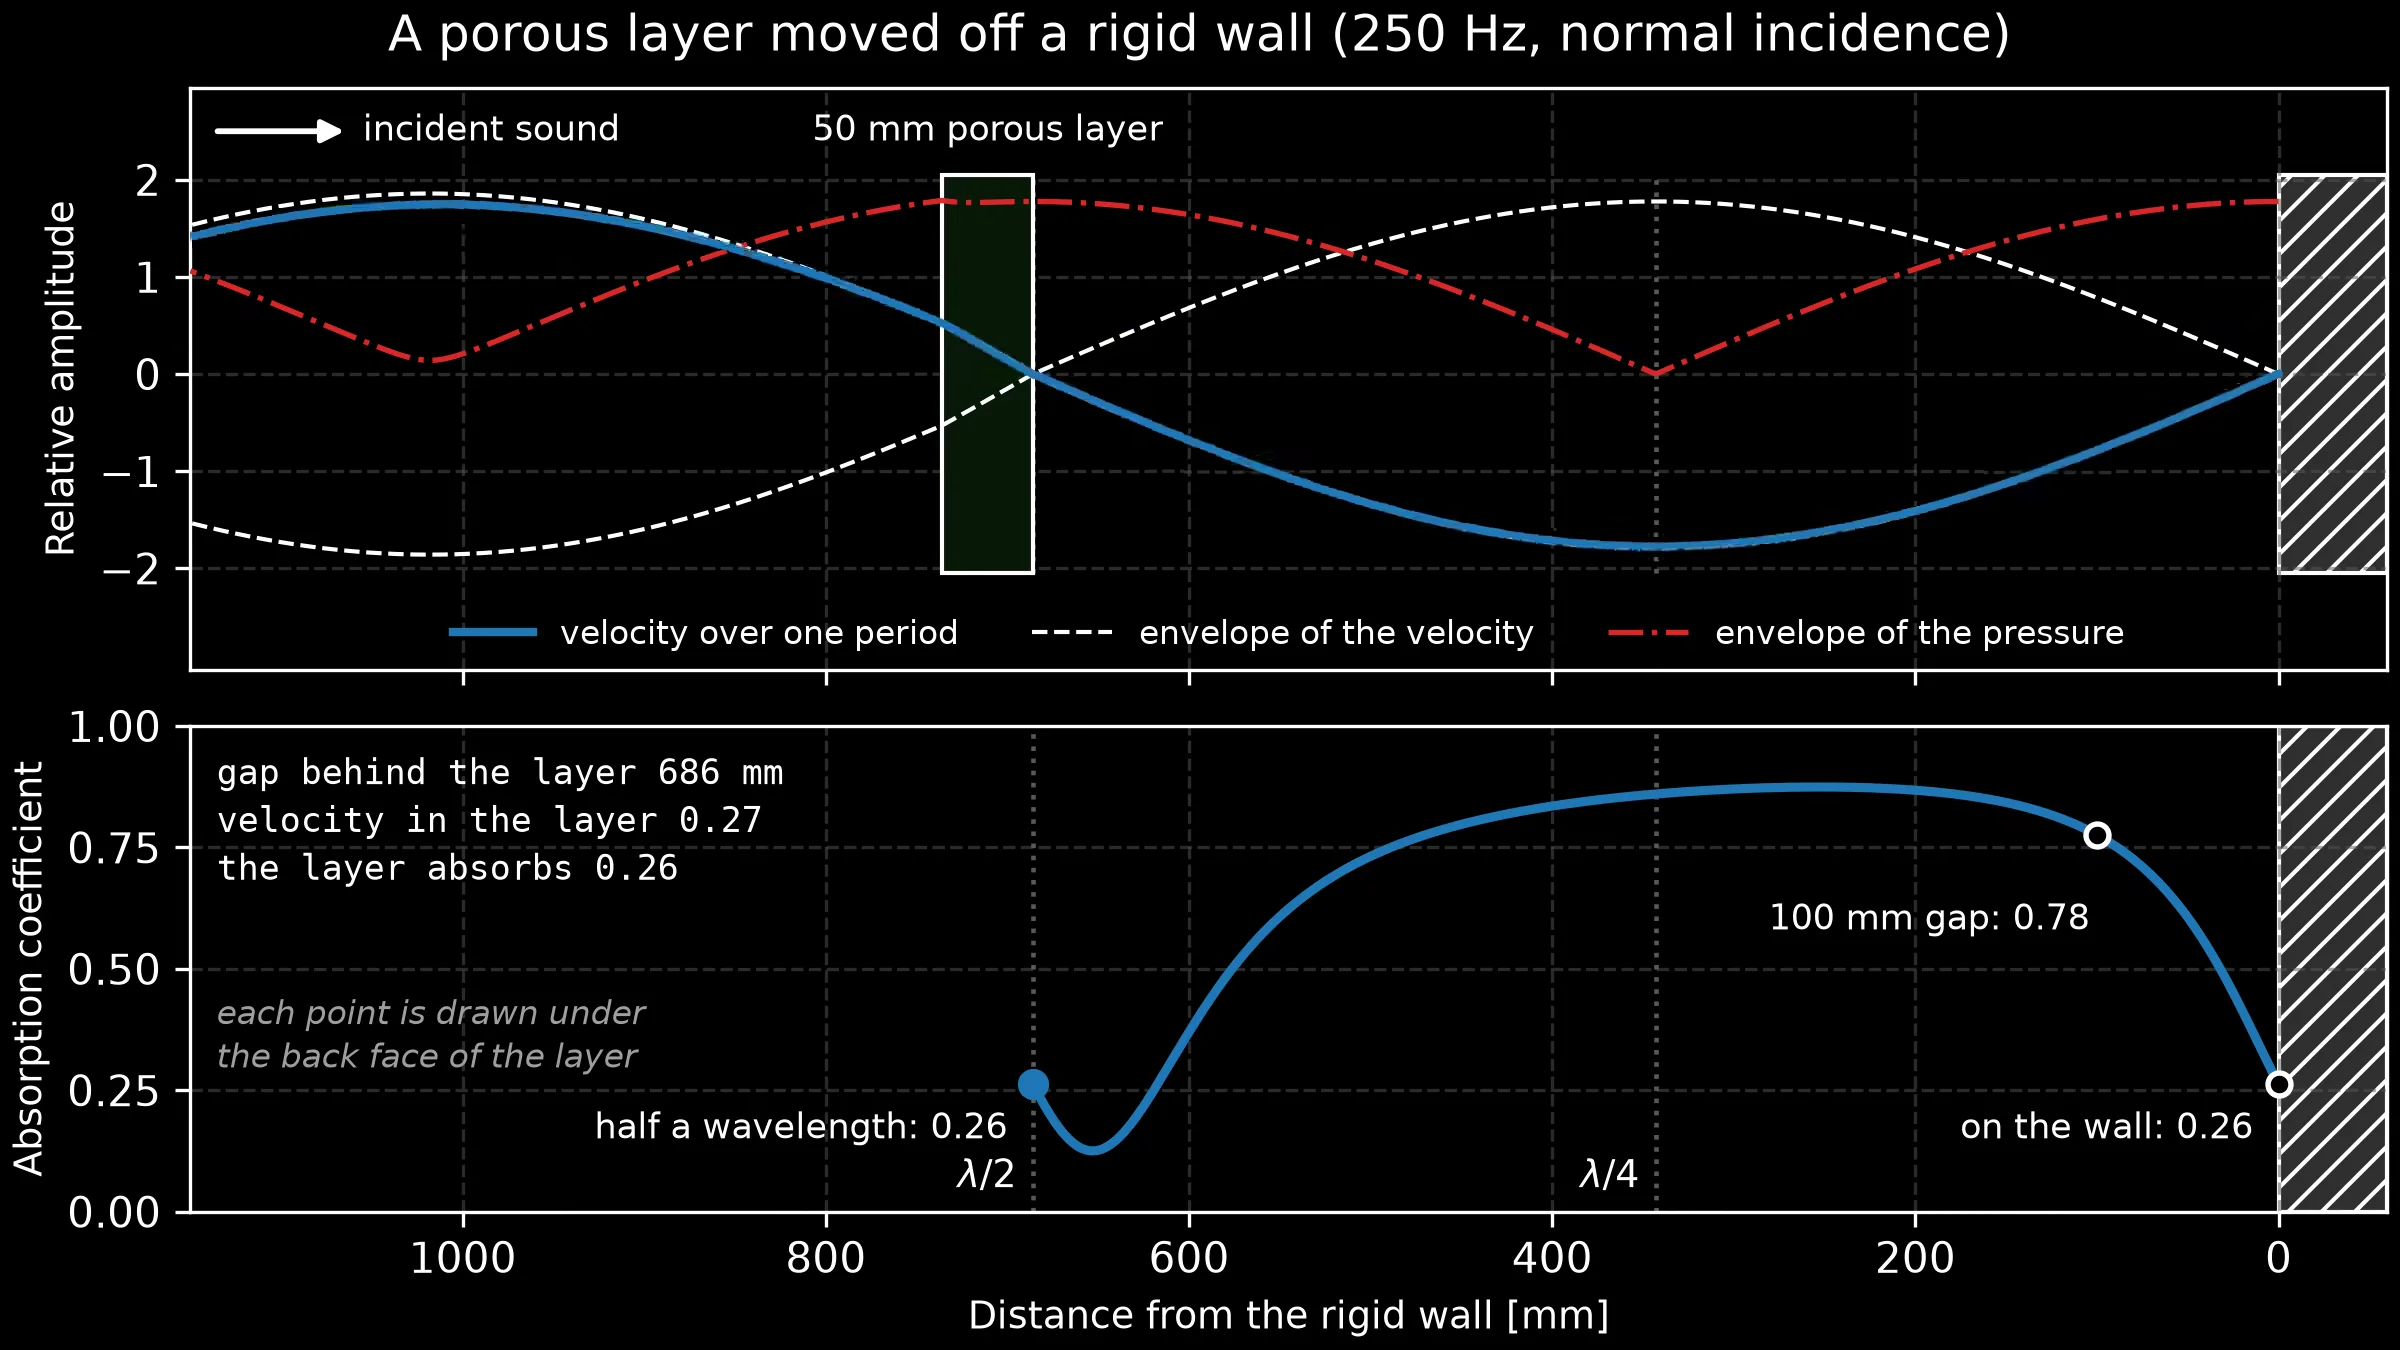 A porous layer moved off a rigid wall (250 Hz, normal incidence)
incident sound
50 mm porous layer
Relative amplitude
2
1
0
−1
−2
velocity over one period
envelope of the velocity
envelope of the pressure
Absorption coefficient
1.00
0.75
0.50
0.25
0.00
gap behind the layer 686 mm
velocity in the layer 0.27
the layer absorbs 0.26
each point is drawn under
the back face of the layer
100 mm gap: 0.78
half a wavelength: 0.26
on the wall: 0.26
λ/2
λ/4
1000
800
600
400
200
0
Distance from the rigid wall [mm]